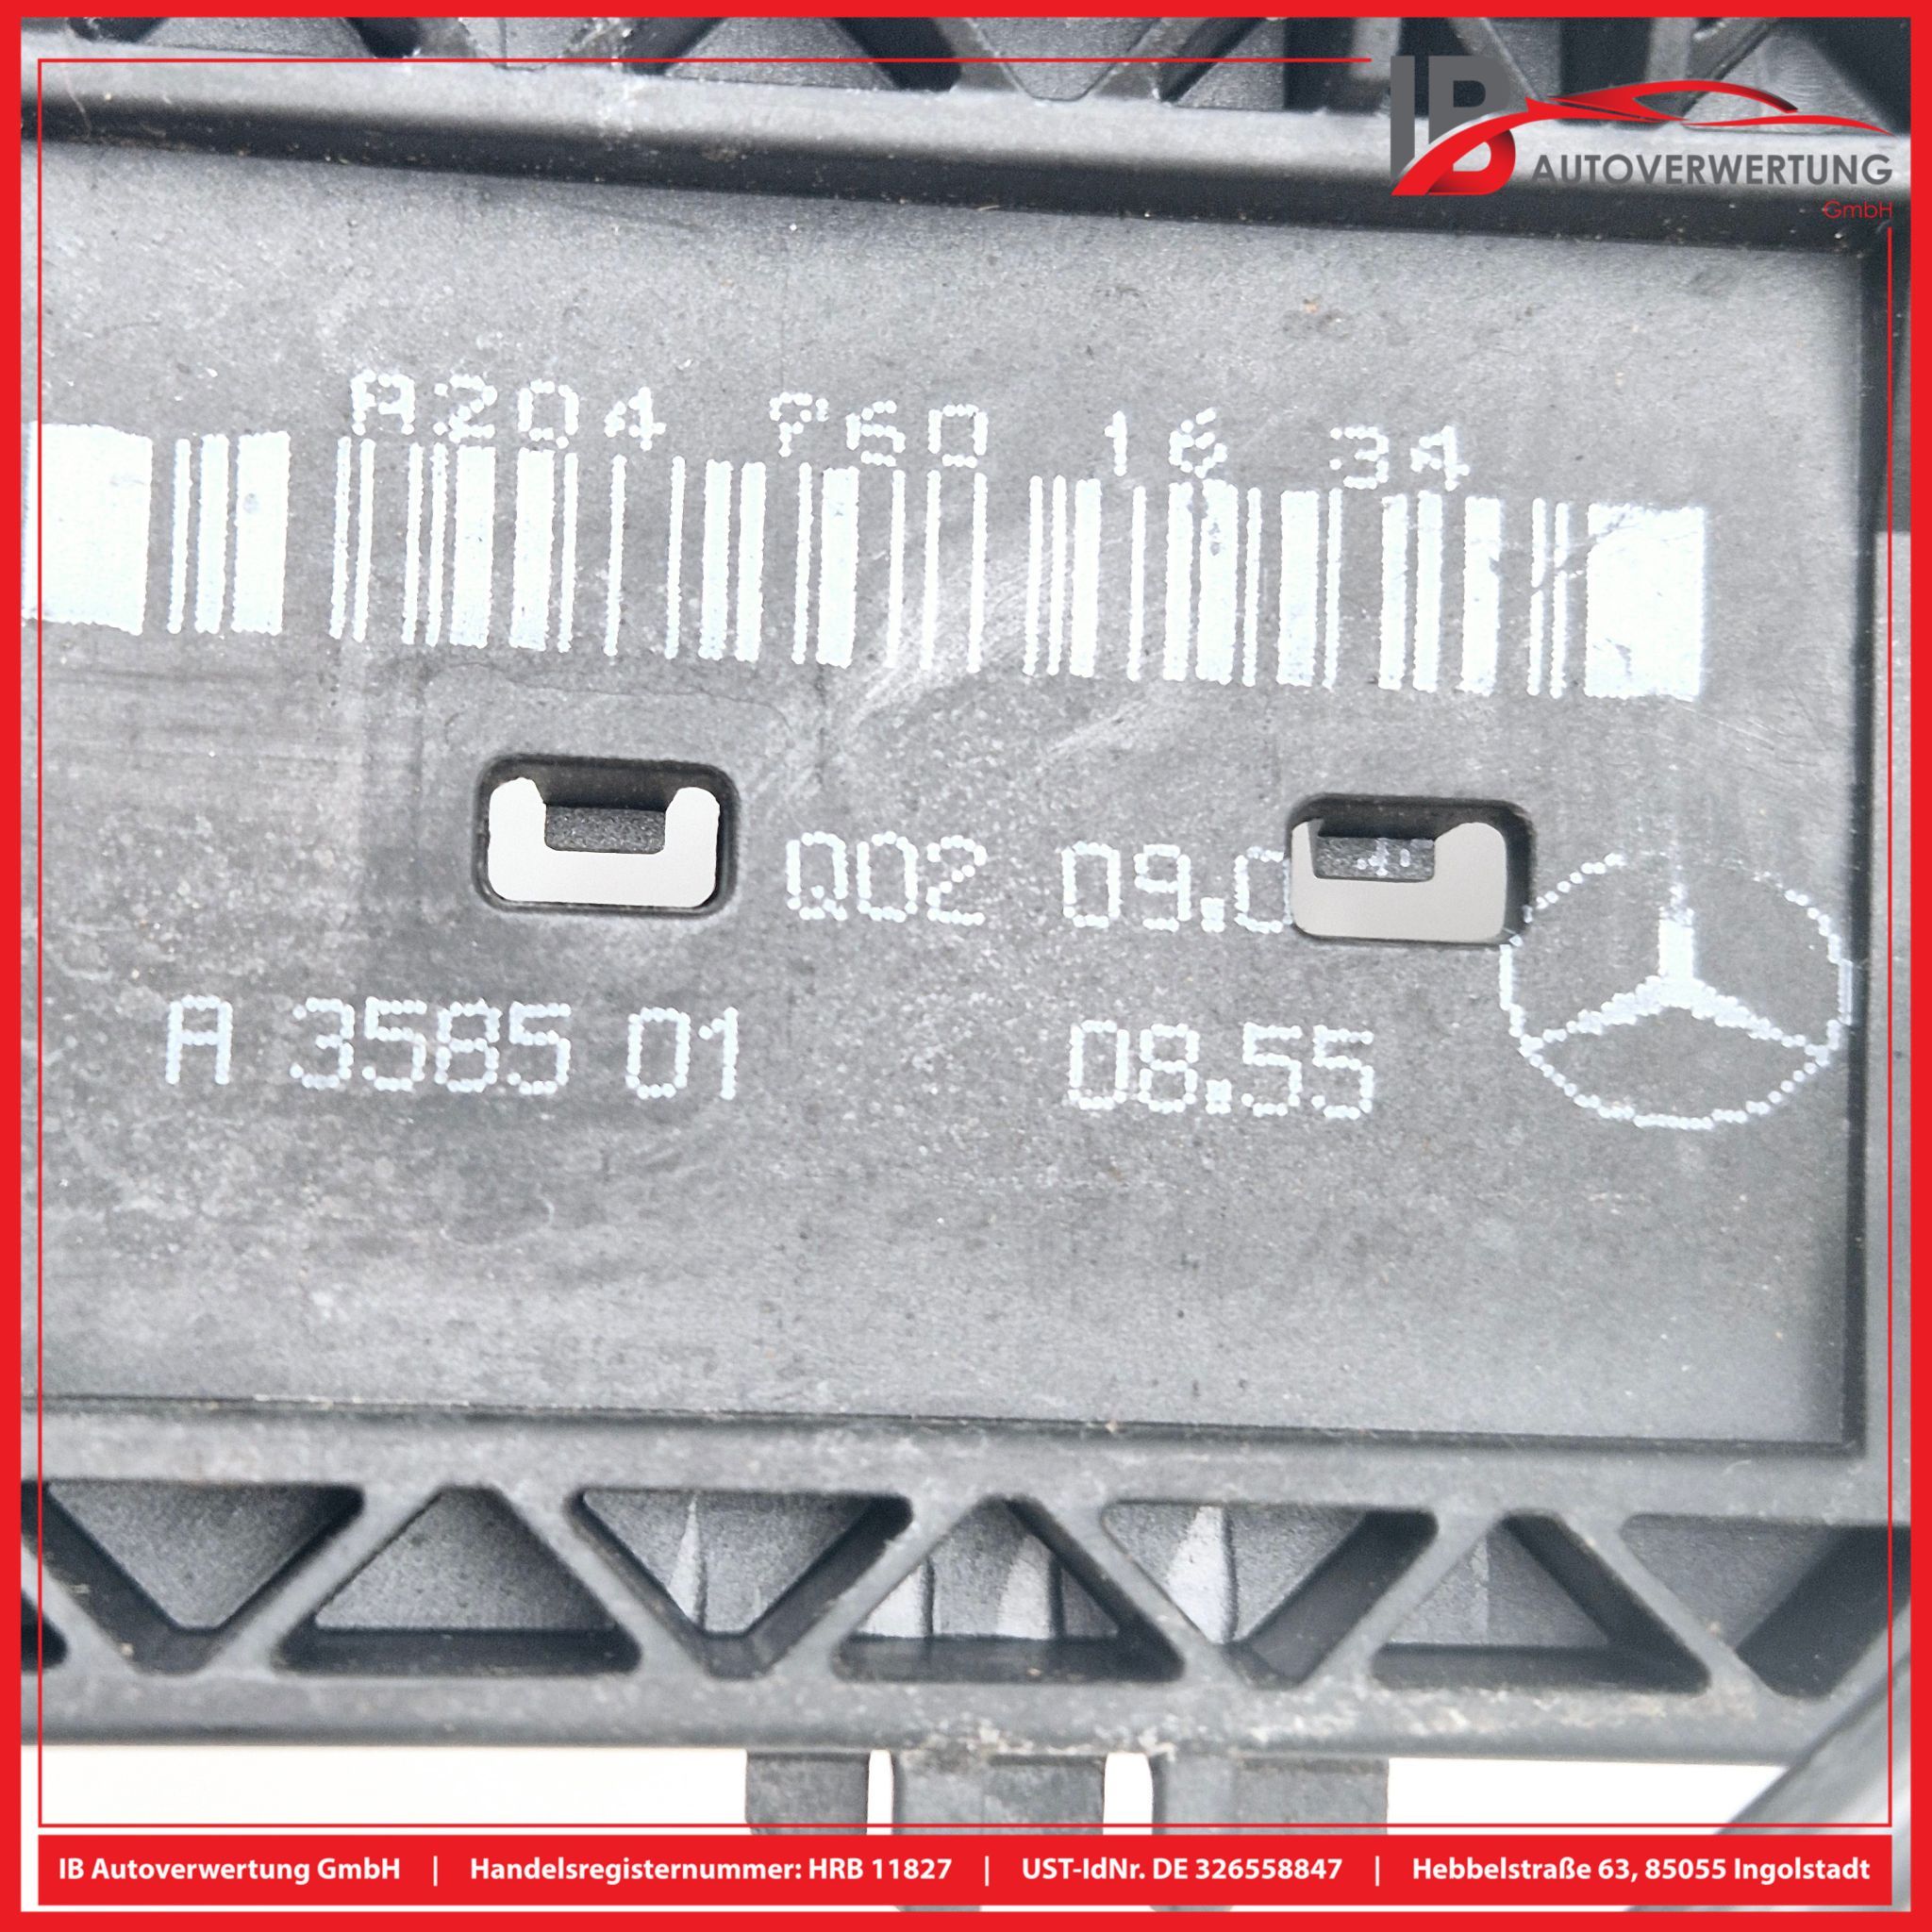 IB
AUTOVERWERTUNG
GmbH
A204 760 16 34
Q02 09.0
A 3585 01 08.55
IB Autoverwertung GmbH | Handelsregisternummer: HRB 11827 | UST-IdNr. DE 326558847 | Hebbelstraße 63, 85055 Ingolstadt